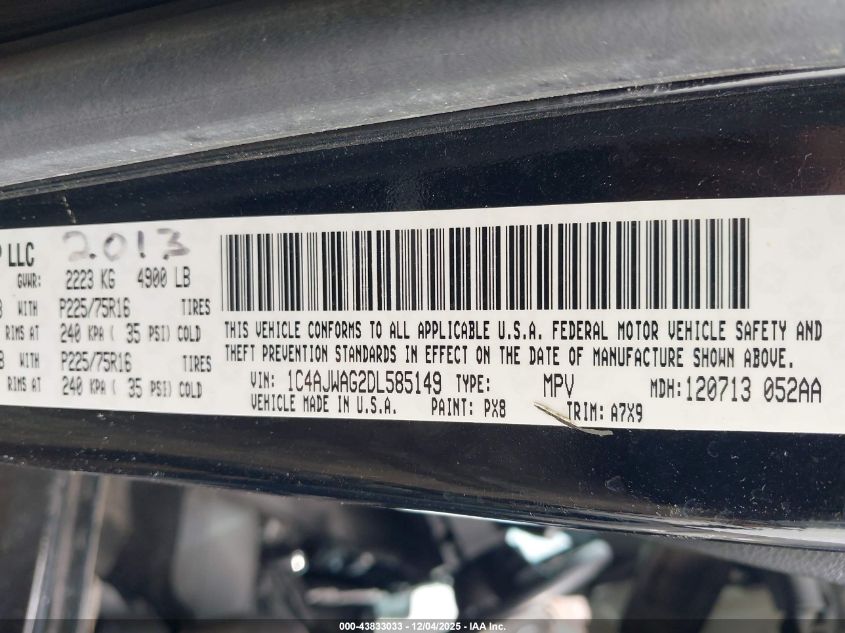 LLC 2013
GVWR: 2223 KG 4900 LB
WITH P225/75R16 TIRES
RIMS AT 240 KPA ( 35 PSI) COLD
WITH P225/75R16 TIRES
RIMS AT 240 KPA ( 35 PSI) COLD
THIS VEHICLE CONFORMS TO ALL APPLICABLE U.S.A. FEDERAL MOTOR VEHICLE SAFETY AND
THEFT PREVENTION STANDARDS IN EFFECT ON THE DATE OF MANUFACTURE SHOWN ABOVE.
VIN: 1C4AJWAG2DL585149 TYPE: MPV MDH: 120713 052AA
VEHICLE MADE IN U.S.A. PAINT: PX8 TRIM: A7X9
000-43833033 — 12/04/2025 - IAA Inc.